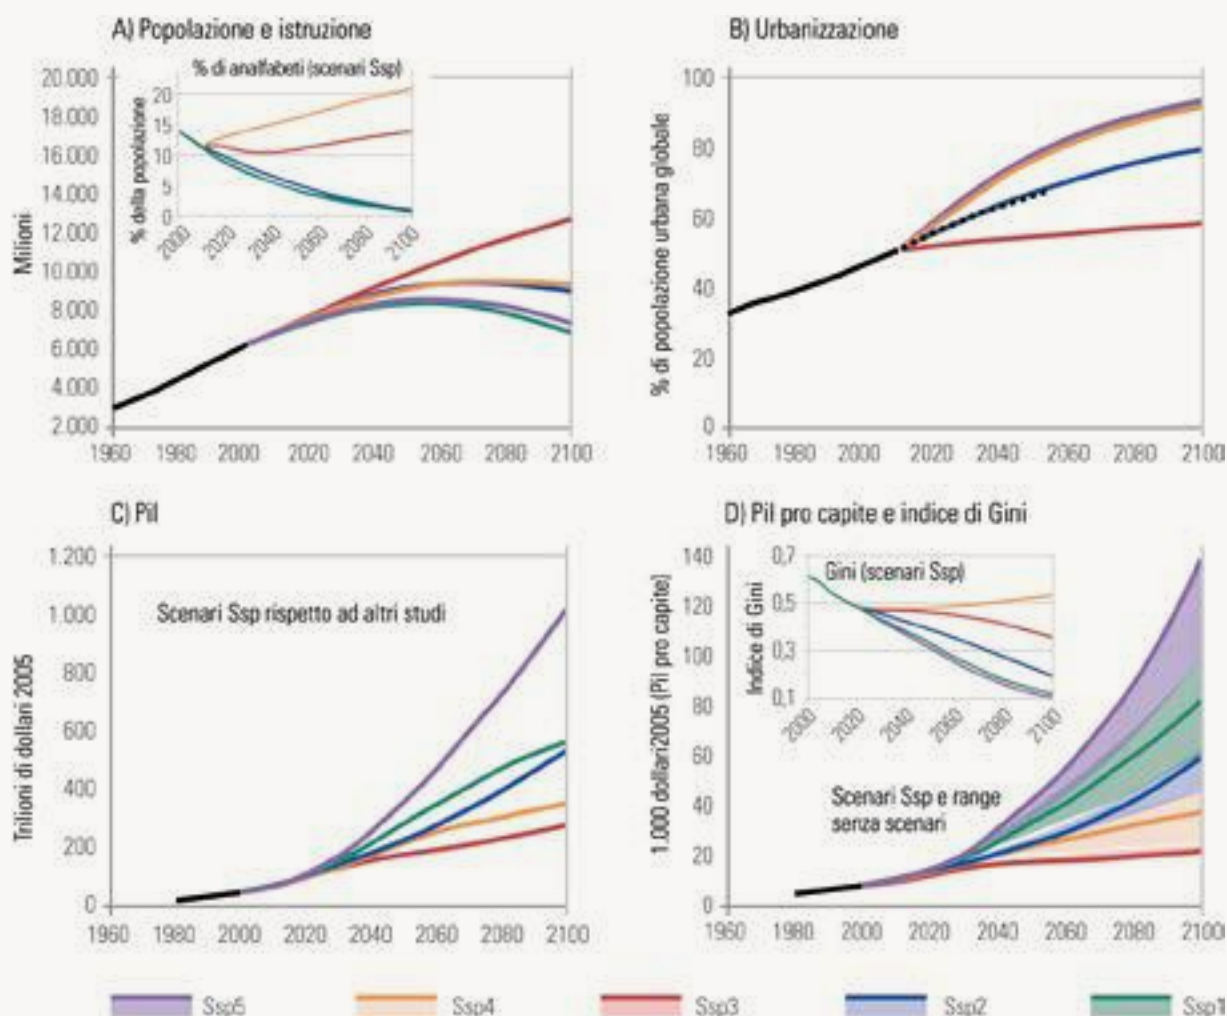 A) Popolazione e istruzione
Milioni
20.000
18.000
16.000
14.000
12.000
10.000
8.000
6.000
4.000
2.000
1960 1980 2000 2020 2040 2060 2080 2100
% di analfabeti (scenari Ssp)
% della popolazione
20
15
10
5
0
2000 2020 2040 2060 2080 2100
B) Urbanizzazione
% di popolazione urbana globale
100
80
60
40
20
0
1960 1980 2000 2020 2040 2060 2080 2100
C) Pil
Trilioni di dollari 2005
1.200
1.000
800
600
400
200
0
Scenari Ssp rispetto ad altri studi
1960 1980 2000 2020 2040 2060 2080 2100
D) Pil pro capite e indice di Gini
1.000 dollari2005 (Pil pro capite)
140
120
100
80
60
40
20
0
Indice di Gini
0,7
0,5
0,3
0,1
Gini (scenari Ssp)
2000 2020 2040 2060 2080 2100
Scenari Ssp e range
senza scenari
1960 1980 2000 2020 2040 2060 2080 2100
Ssp5 Ssp4 Ssp3 Ssp2 Ssp1